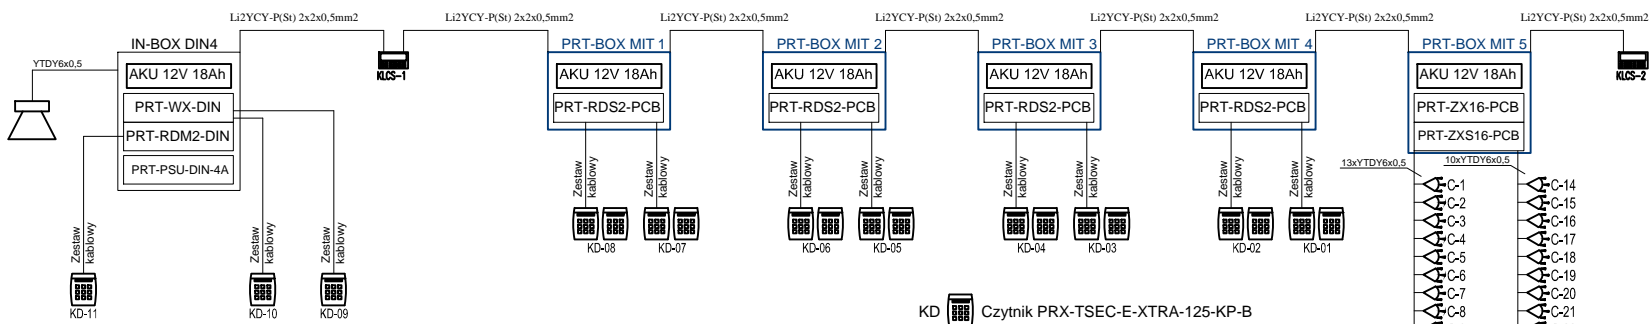 Li2YCY-P(St) 2x2x0,5mm2
Li2YCY-P(St) 2x2x0,5mm2
Li2YCY-P(St) 2x2x0,5mm2
Li2YCY-P(St) 2x2x0,5mm2
Li2YCY-P(St) 2x2x0,5mm2
Li2YCY-P(St) 2x2x0,5mm2
Li2YCY-P(St) 2x2x0,5mm2
IN-BOX DIN4
YTDY6x0,5
AKU 12V 18Ah
PRT-WX-DIN
PRT-RDM2-DIN
PRT-PSU-DIN-4A
KLCS-1
PRT-BOX MIT 1
AKU 12V 18Ah
PRT-RDS2-PCB
PRT-BOX MIT 2
AKU 12V 18Ah
PRT-RDS2-PCB
PRT-BOX MIT 3
AKU 12V 18Ah
PRT-RDS2-PCB
PRT-BOX MIT 4
AKU 12V 18Ah
PRT-RDS2-PCB
PRT-BOX MIT 5
AKU 12V 18Ah
PRT-ZX16-PCB
PRT-ZXS16-PCB
KLCS-2
Zestaw
kablowy
KD-11
Zestaw
kablowy
KD-10
Zestaw
kablowy
KD-09
Zestaw
kablowy
KD-08
Zestaw
kablowy
KD-07
Zestaw
kablowy
KD-06
Zestaw
kablowy
KD-05
Zestaw
kablowy
KD-04
Zestaw
kablowy
KD-03
Zestaw
kablowy
KD-02
Zestaw
kablowy
KD-01
13xYTDY6x0,5
C-1
C-2
C-3
C-4
C-5
C-6
C-7
C-8
10xYTDY6x0,5
C-14
C-15
C-16
C-17
C-18
C-19
C-20
C-21
KD Czytnik PRX-TSEC-E-XTRA-125-KP-B